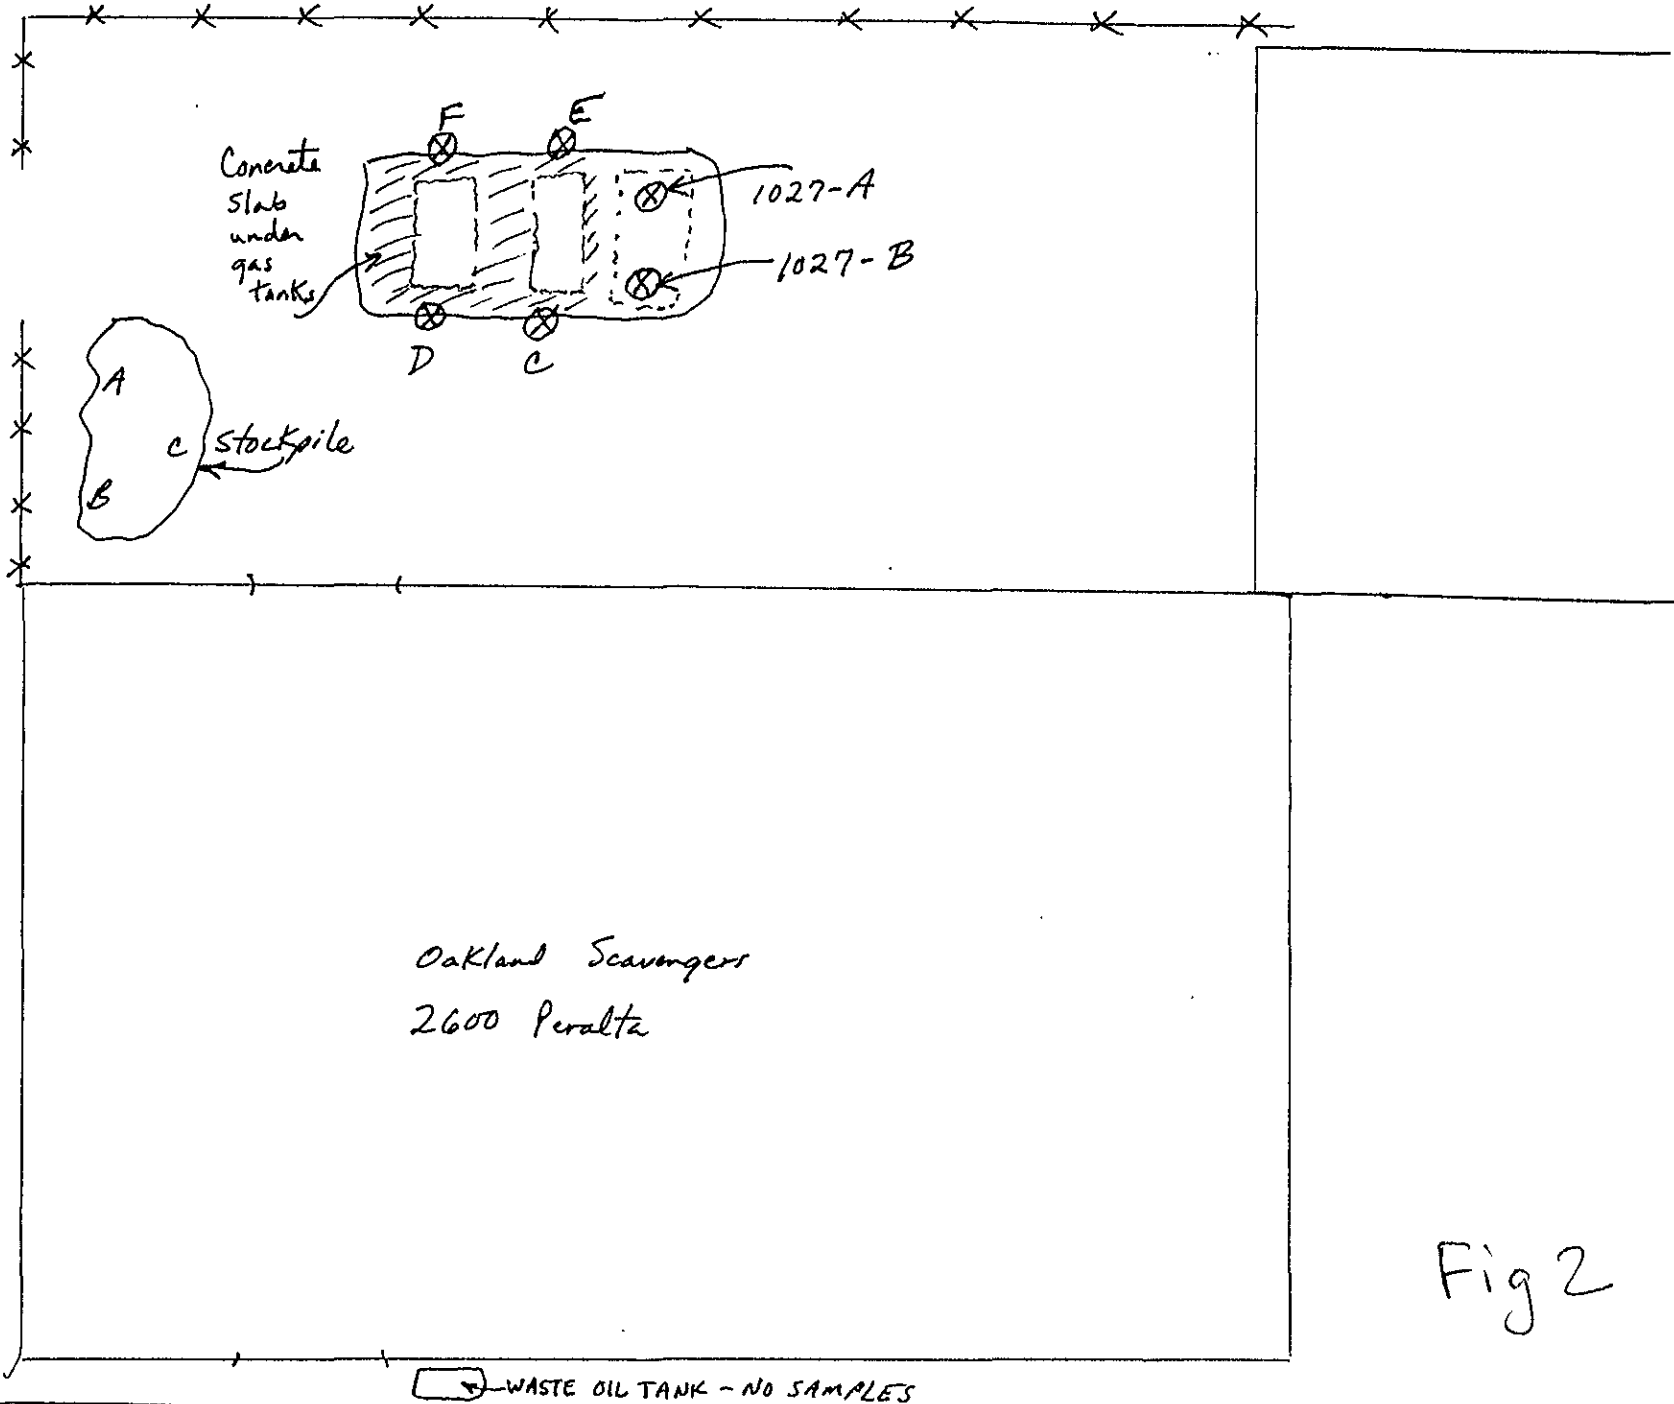 F
E
Concrete
slab
under
gas
tanks
1027-A
1027-B
D
C
A
C
stockpile
B
Oakland Scavengers
2600 Peralta
Fig 2
WASTE OIL TANK - NO SAMPLES